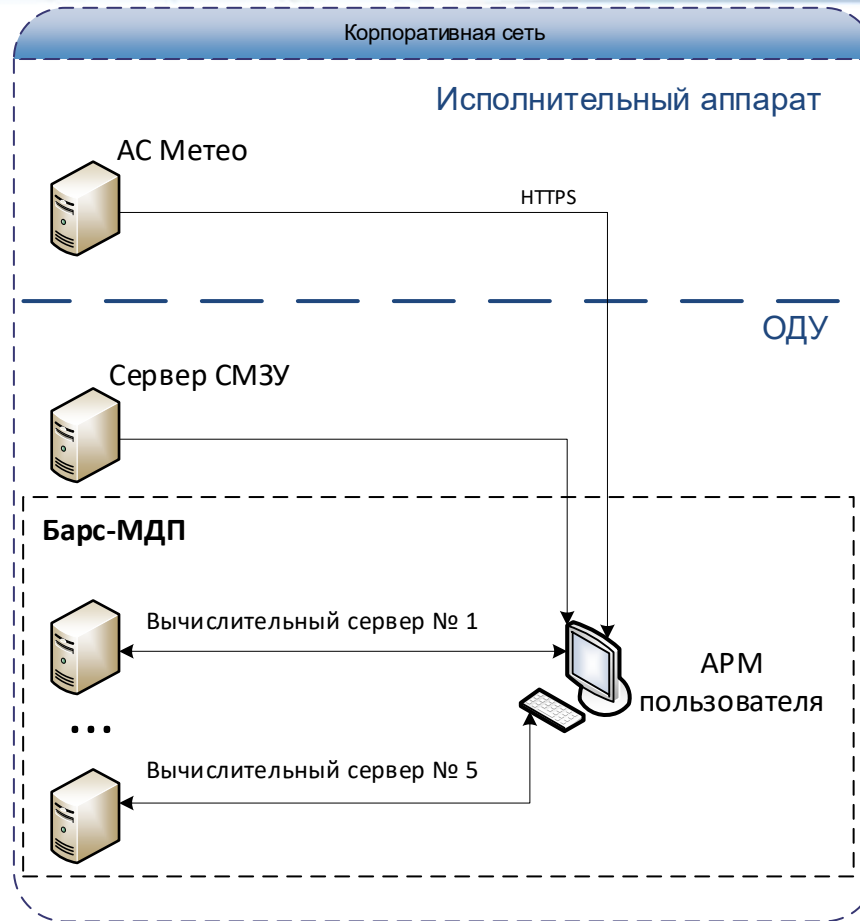 Корпоративная сеть
Исполнительный аппарат
АС Метео
HTTPS
ОДУ
Сервер СМЗУ
Барс-МДП
Вычислительный сервер № 1
АРМ
пользователя
...
Вычислительный сервер № 5